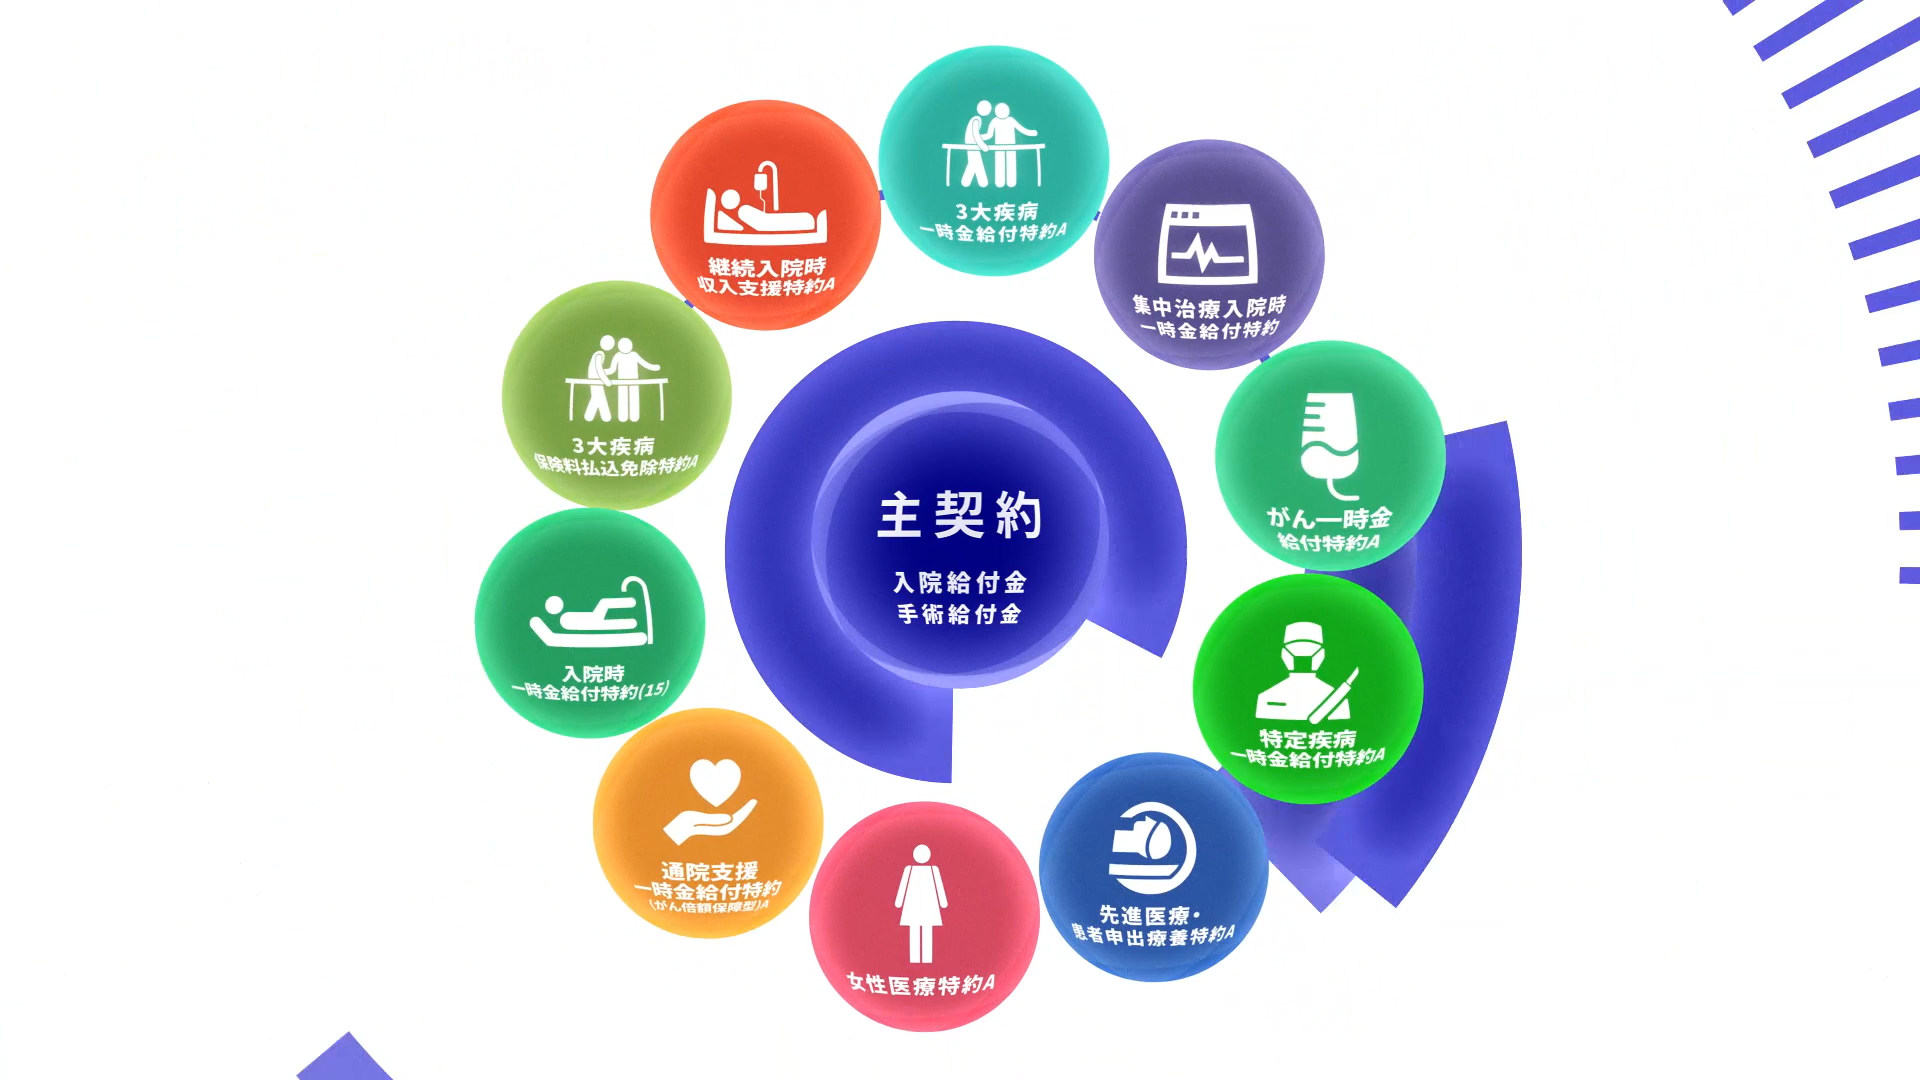 主契約
入院給付金
手術給付金
3大疾病
一時金給付特約A
集中治療入院時
一時金給付特約
がん一時金
給付特約A
特定疾病
一時金給付特約A
先進医療・
患者申出療養特約A
女性医療特約A
通院支援
一時金給付特約
(がん倍額保障型)A
入院時
一時金給付特約(15)
3大疾病
保険料払込免除特約A
継続入院時
収入支援特約A